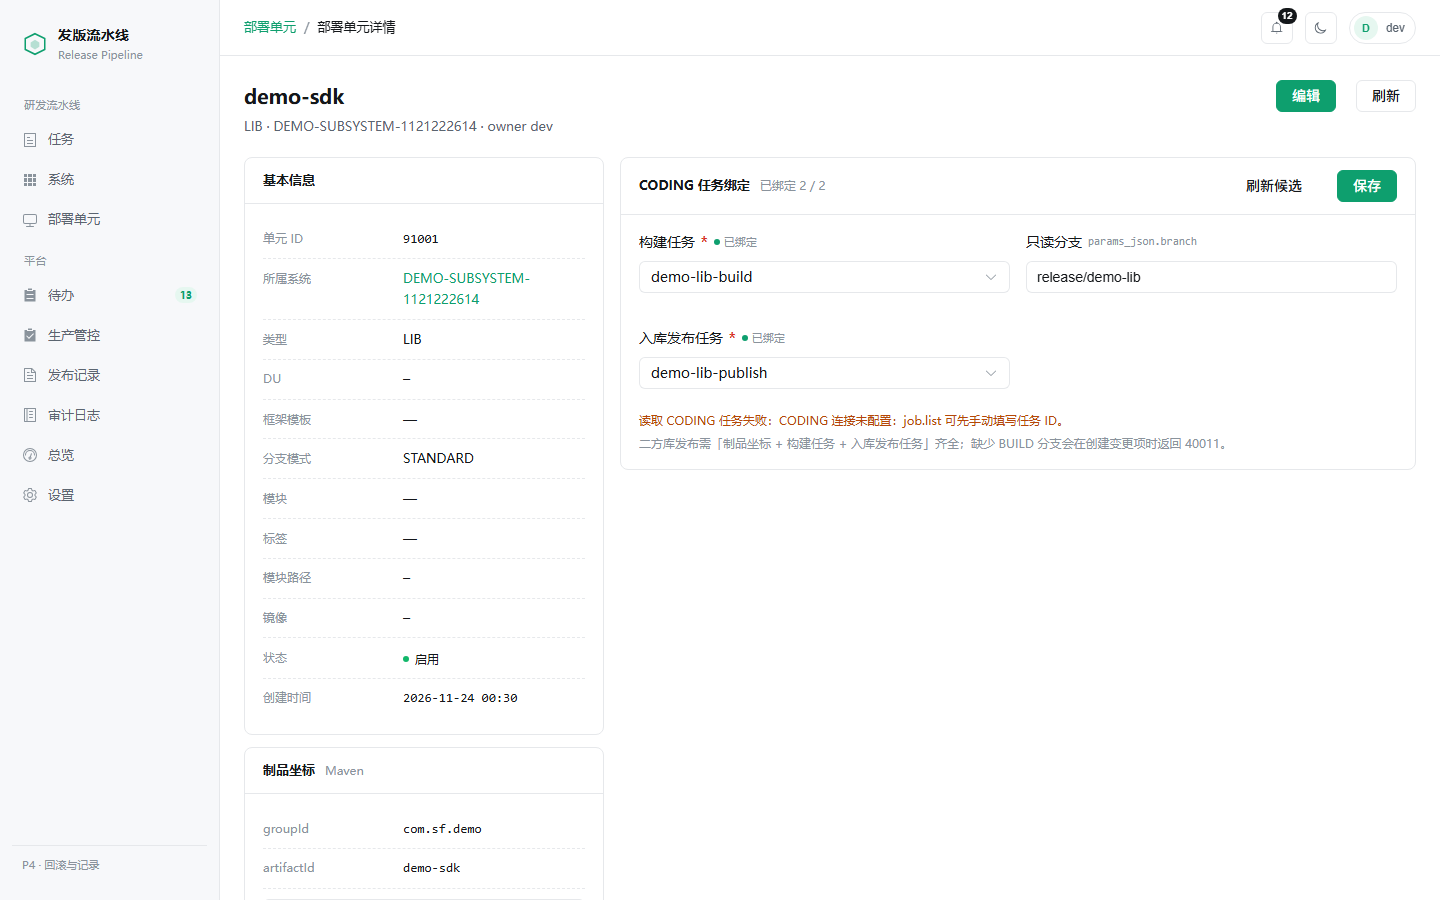 发版流水线
Release Pipeline
研发流水线
任务
系统
部署单元
平台
待办 13
生产管控
发布记录
审计日志
总览
设置
P4 · 回滚与记录
部署单元 / 部署单元详情
12
D dev
demo-sdk
LIB · DEMO-SUBSYSTEM-1121222614 · owner dev
编辑 刷新
基本信息
单元 ID 91001
所属系统 DEMO-SUBSYSTEM-
1121222614
类型 LIB
DU –
框架模板 —
分支模式 STANDARD
模块 —
标签 —
模块路径 –
镜像 –
状态 启用
创建时间 2026-11-24 00:30
制品坐标 Maven
groupId com.sf.demo
artifactId demo-sdk
CODING 任务绑定 已绑定 2 / 2
刷新候选 保存
构建任务 * 已绑定
demo-lib-build
只读分支 params_json.branch
release/demo-lib
入库发布任务 * 已绑定
demo-lib-publish
读取 CODING 任务失败：CODING 连接未配置：job.list 可先手动填写任务 ID。
二方库发布需「制品坐标 + 构建任务 + 入库发布任务」齐全；缺少 BUILD 分支会在创建变更项时返回 40011。